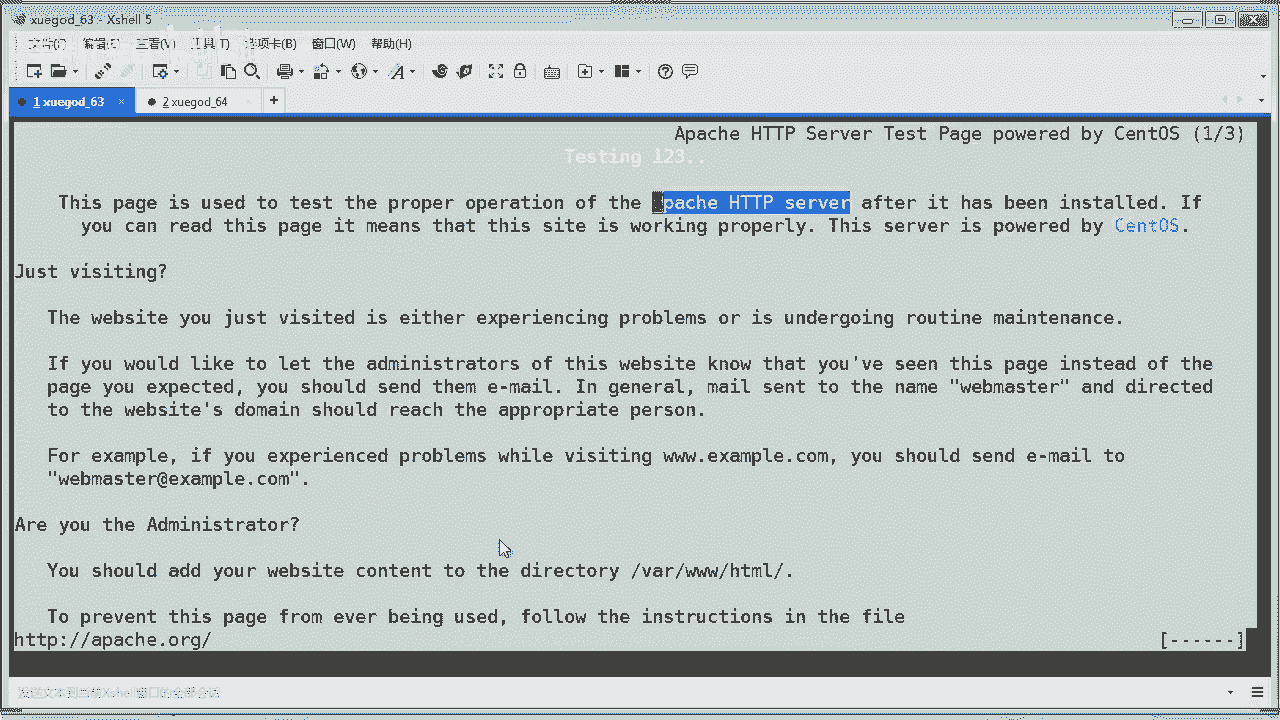 xuegod_63 - Xshell 5
文件(F) 编辑(E) 查看(V) 工具(T) 选项卡(B) 窗口(W) 帮助(H)
1 xuegod_63 × 2 xuegod_64 +
Apache HTTP Server Test Page powered by CentOS (1/3)
Testing 123..
This page is used to test the proper operation of the Apache HTTP server after it has been installed. If
you can read this page it means that this site is working properly. This server is powered by CentOS.
Just visiting?
The website you just visited is either experiencing problems or is undergoing routine maintenance.
If you would like to let the administrators of this website know that you've seen this page instead of the
page you expected, you should send them e-mail. In general, mail sent to the name "webmaster" and directed
to the website's domain should reach the appropriate person.
For example, if you experienced problems while visiting www.example.com, you should send e-mail to
"webmaster@example.com".
Are you the Administrator?
You should add your website content to the directory /var/www/html/.
To prevent this page from ever being used, follow the instructions in the file
http://apache.org/ [------]